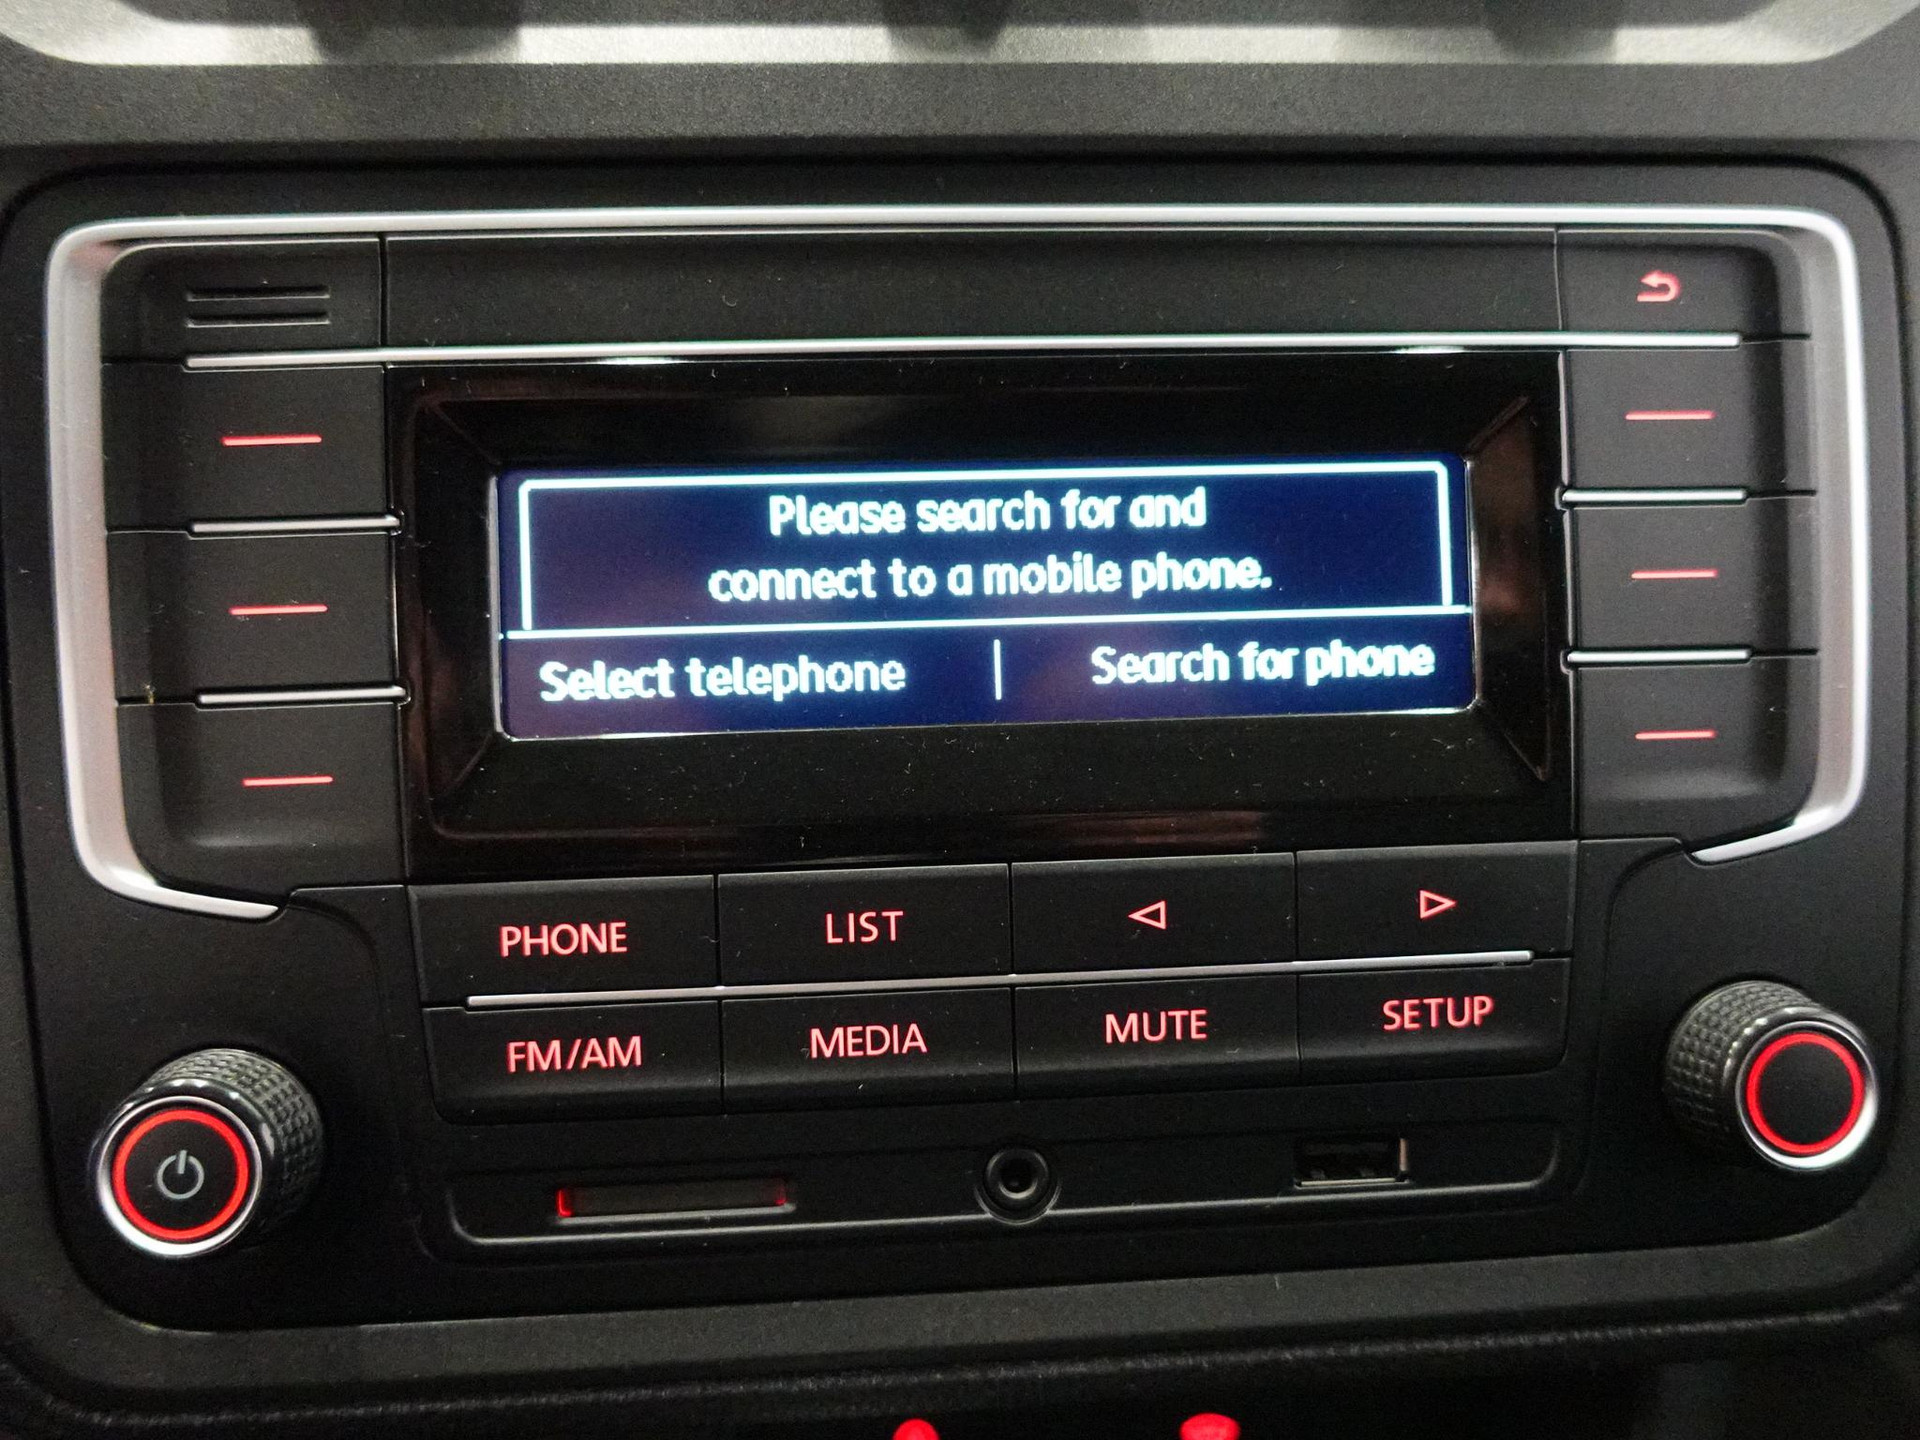 Please search for and
connect to a mobile phone.
Select telephone
Search for phone
PHONE
LIST
FM/AM
MEDIA
MUTE
SETUP